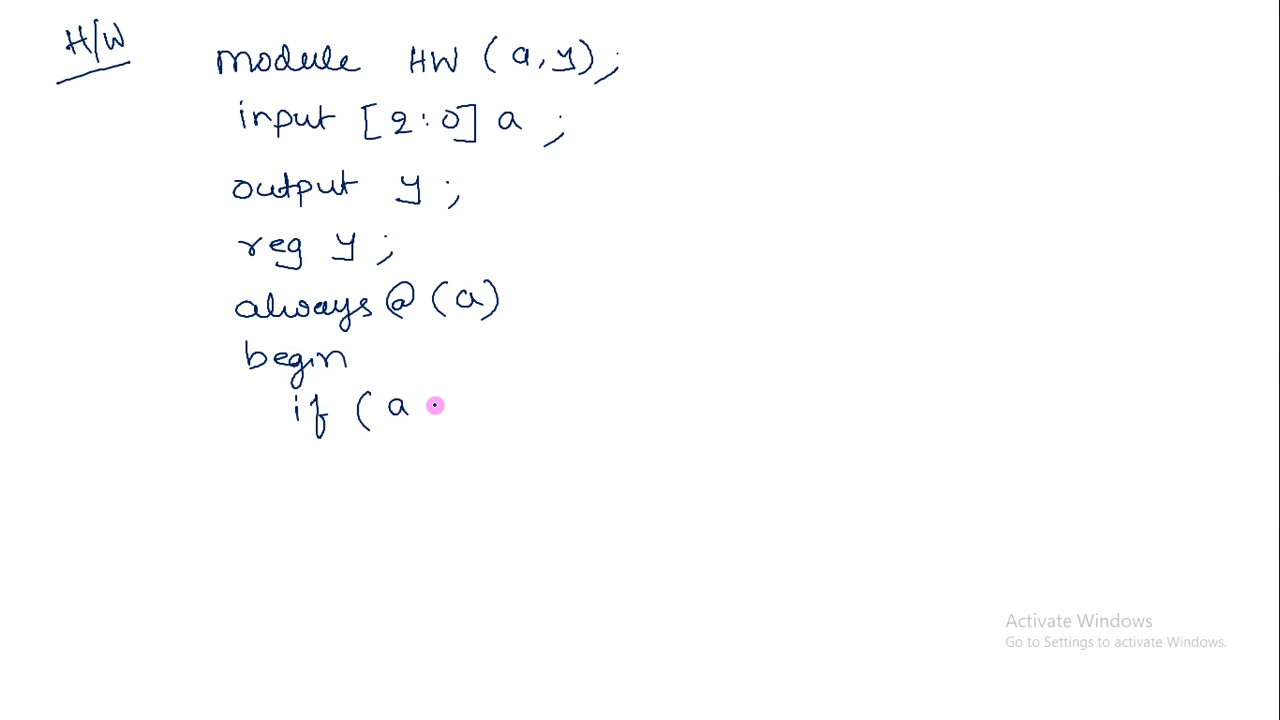 H/W
module HW (a,y);
input [2:0] a ;
output y ;
reg y ;
always@(a)
begin
if (a
Activate Windows
Go to Settings to activate Windows.